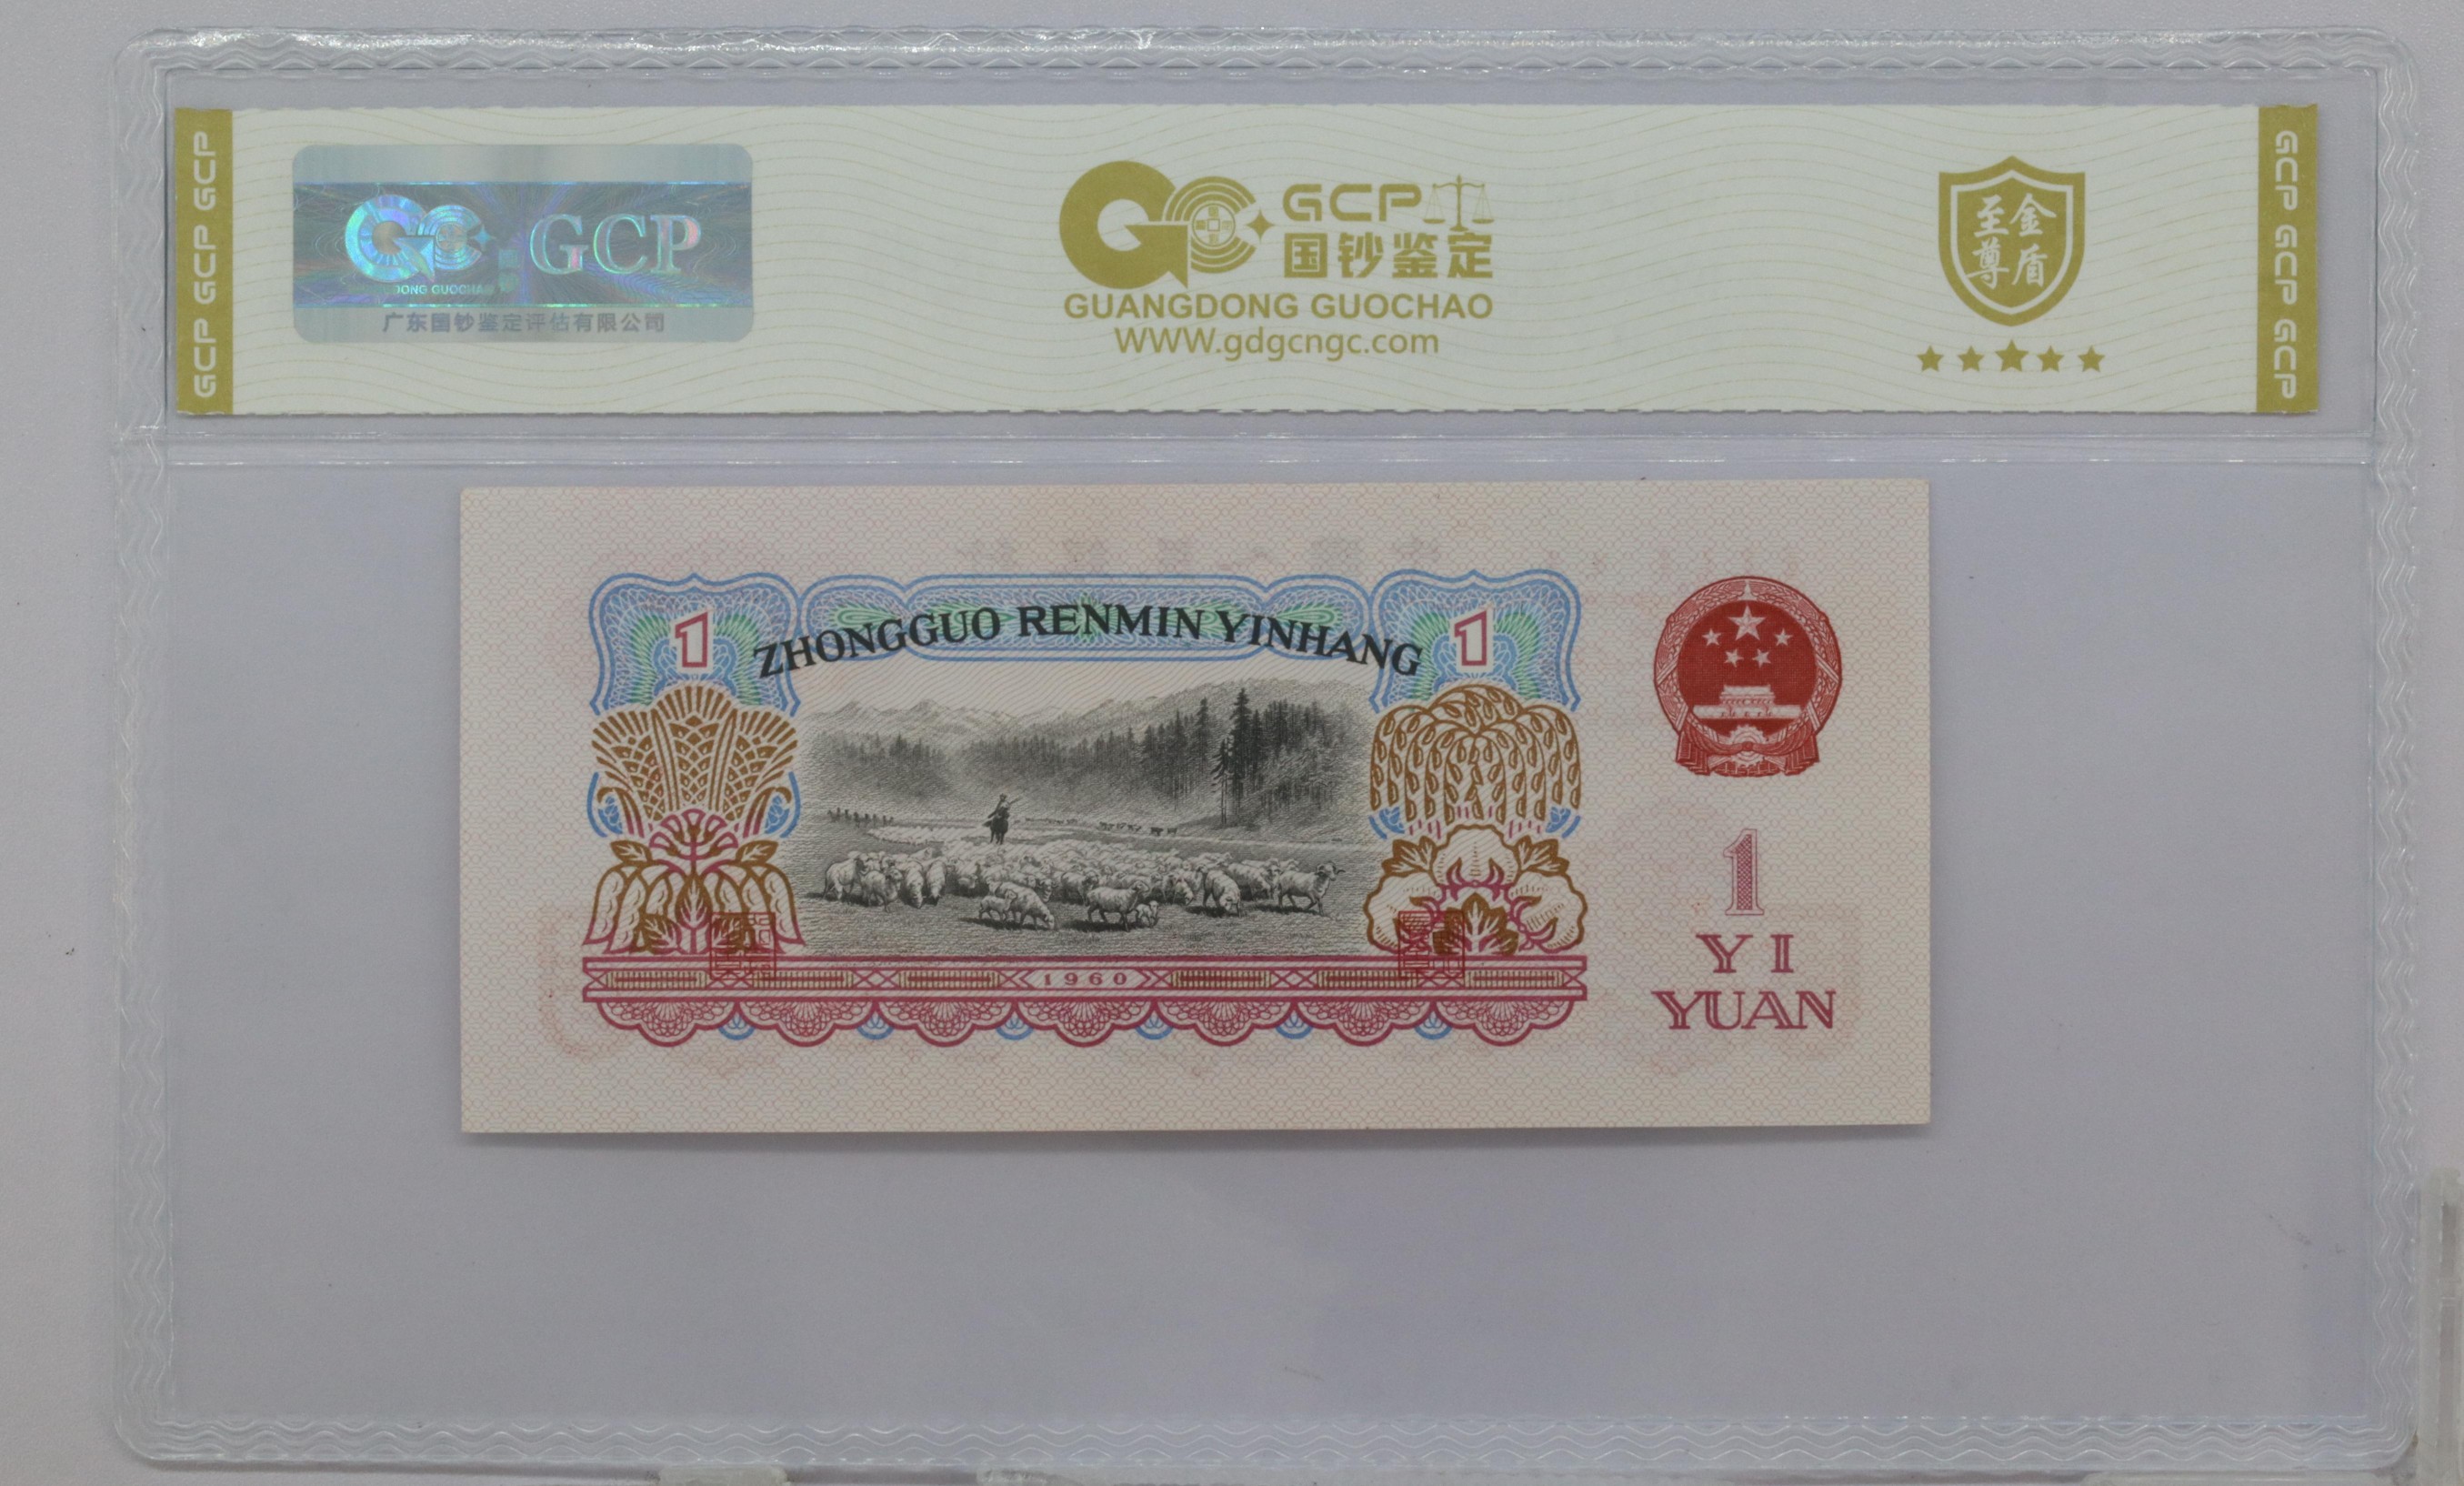 GCP GCP GCP
GC GCP
DONG GUOCHAO
广东国钞鉴定评估有限公司
GC GCP
国钞鉴定
GUANGDONG GUOCHAO
WWW.gdgcngc.com
至尊
金盾
GCP GCP GCP
1
ZHONGGUO RENMIN YINHANG
1
1960
1
YI
YUAN